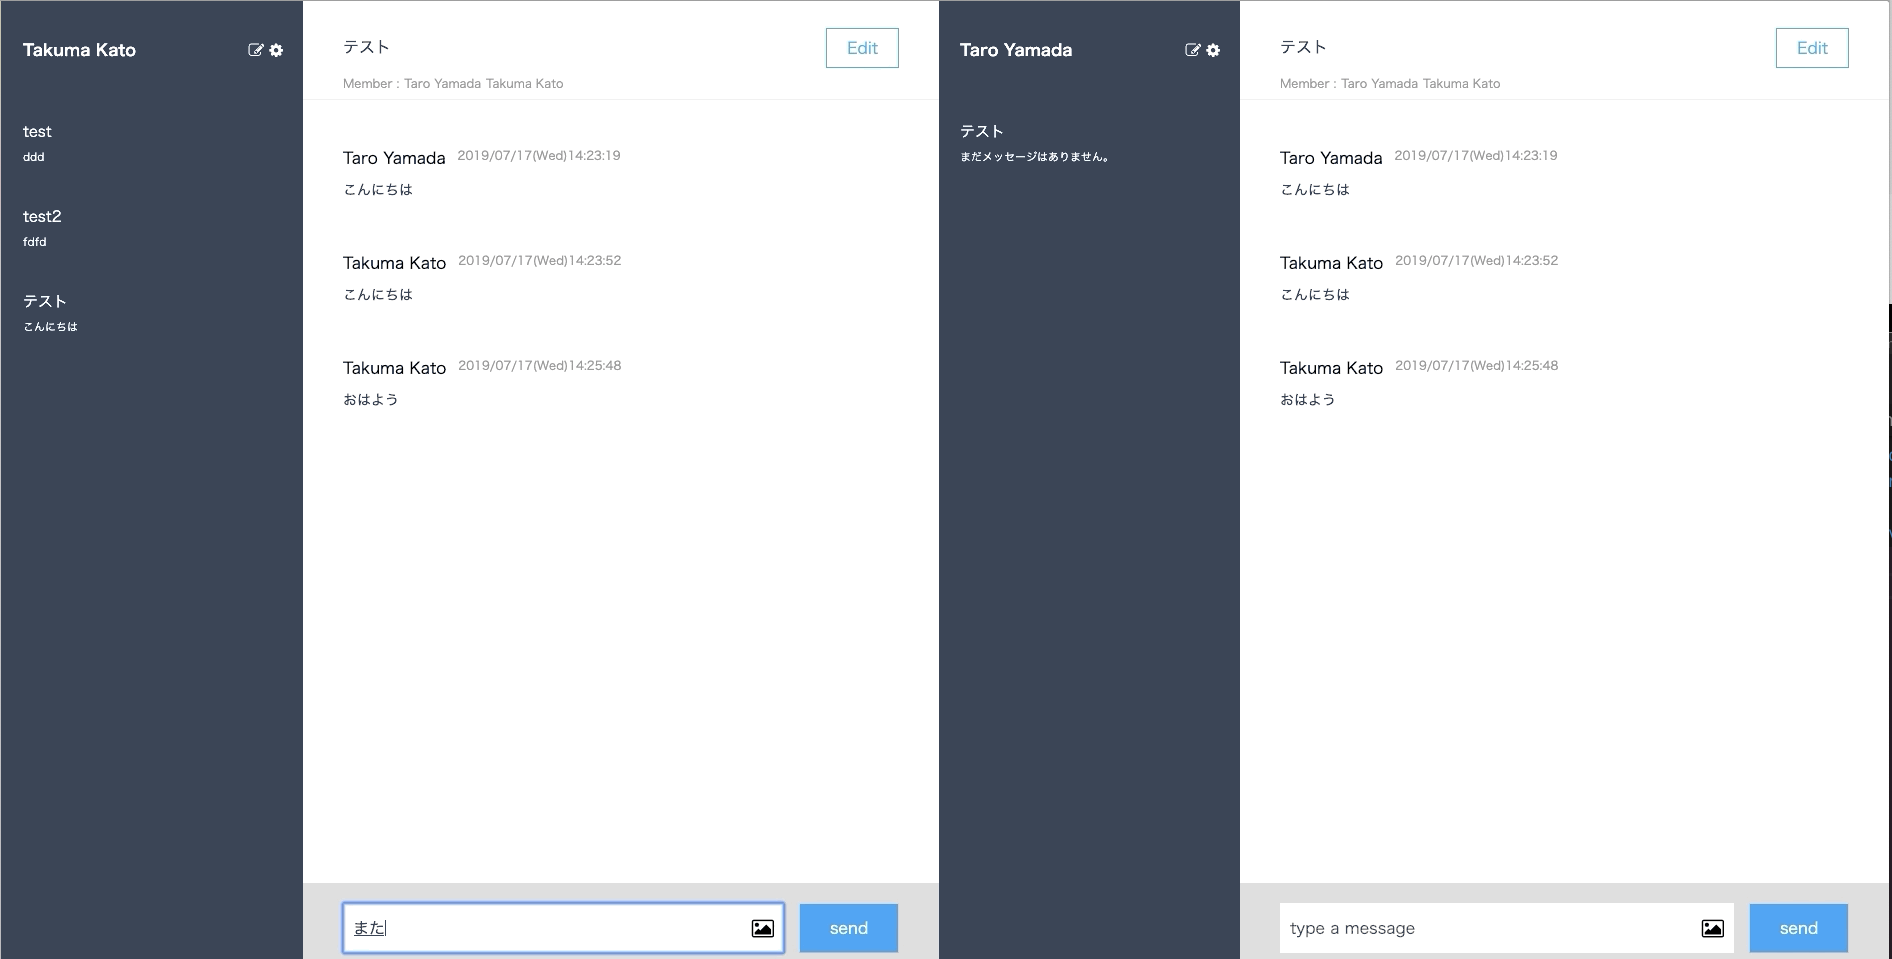 Takuma Kato
test
ddd
test2
fdfd
テスト
こんにちは
テスト
Edit
Member : Taro Yamada Takuma Kato
Taro Yamada 2019/07/17(Wed)14:23:19
こんにちは
Takuma Kato 2019/07/17(Wed)14:23:52
こんにちは
Takuma Kato 2019/07/17(Wed)14:25:48
おはよう
また
send
Taro Yamada
テスト
まだメッセージはありません。
テスト
Edit
Member : Taro Yamada Takuma Kato
Taro Yamada 2019/07/17(Wed)14:23:19
こんにちは
Takuma Kato 2019/07/17(Wed)14:23:52
こんにちは
Takuma Kato 2019/07/17(Wed)14:25:48
おはよう
type a message
send